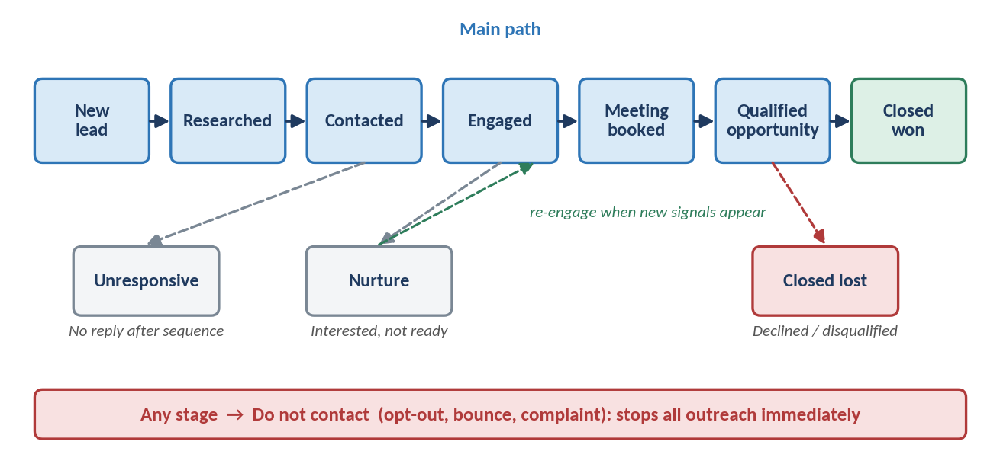 Main path
New
lead
Researched
Contacted
Engaged
Meeting
booked
Qualified
opportunity
Closed
won
re-engage when new signals appear
Unresponsive
Nurture
Closed lost
No reply after sequence
Interested, not ready
Declined / disqualified
Any stage → Do not contact (opt-out, bounce, complaint): stops all outreach immediately